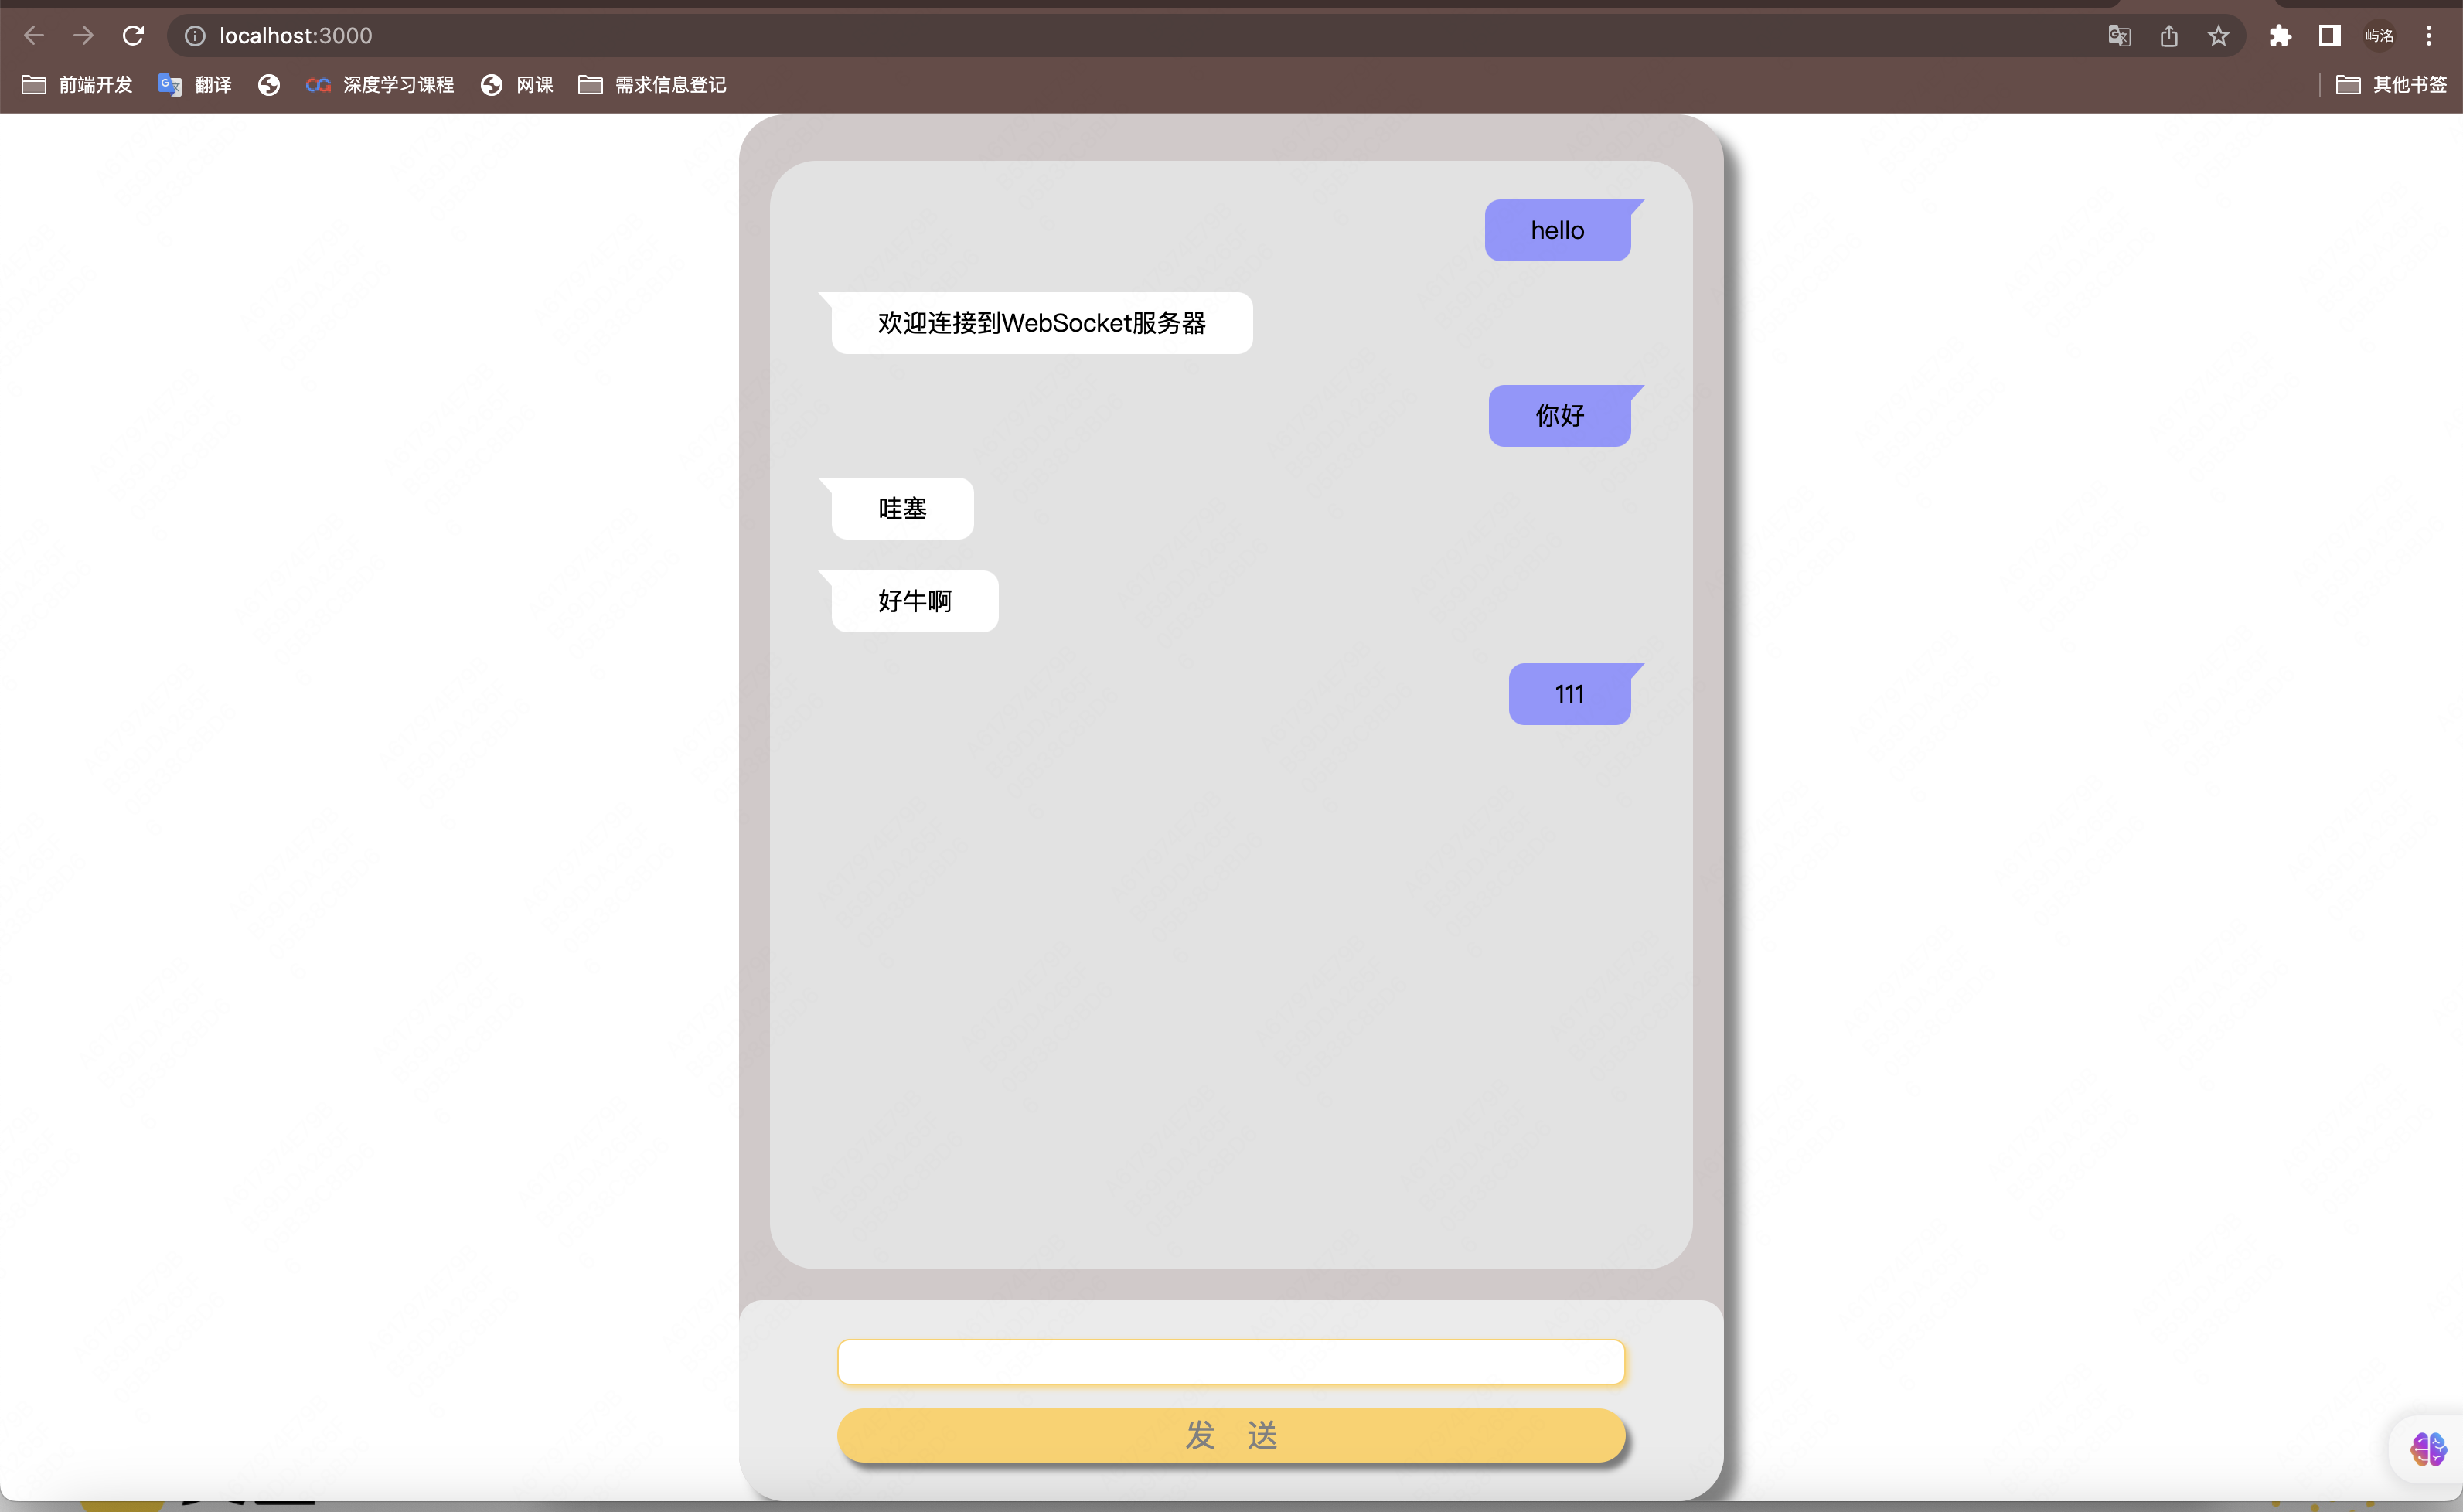 localhost:3000
屿洺
前端开发 翻译 深度学习课程 网课 需求信息登记 其他书签
hello
欢迎连接到WebSocket服务器
你好
哇塞
好牛啊
111
发 送